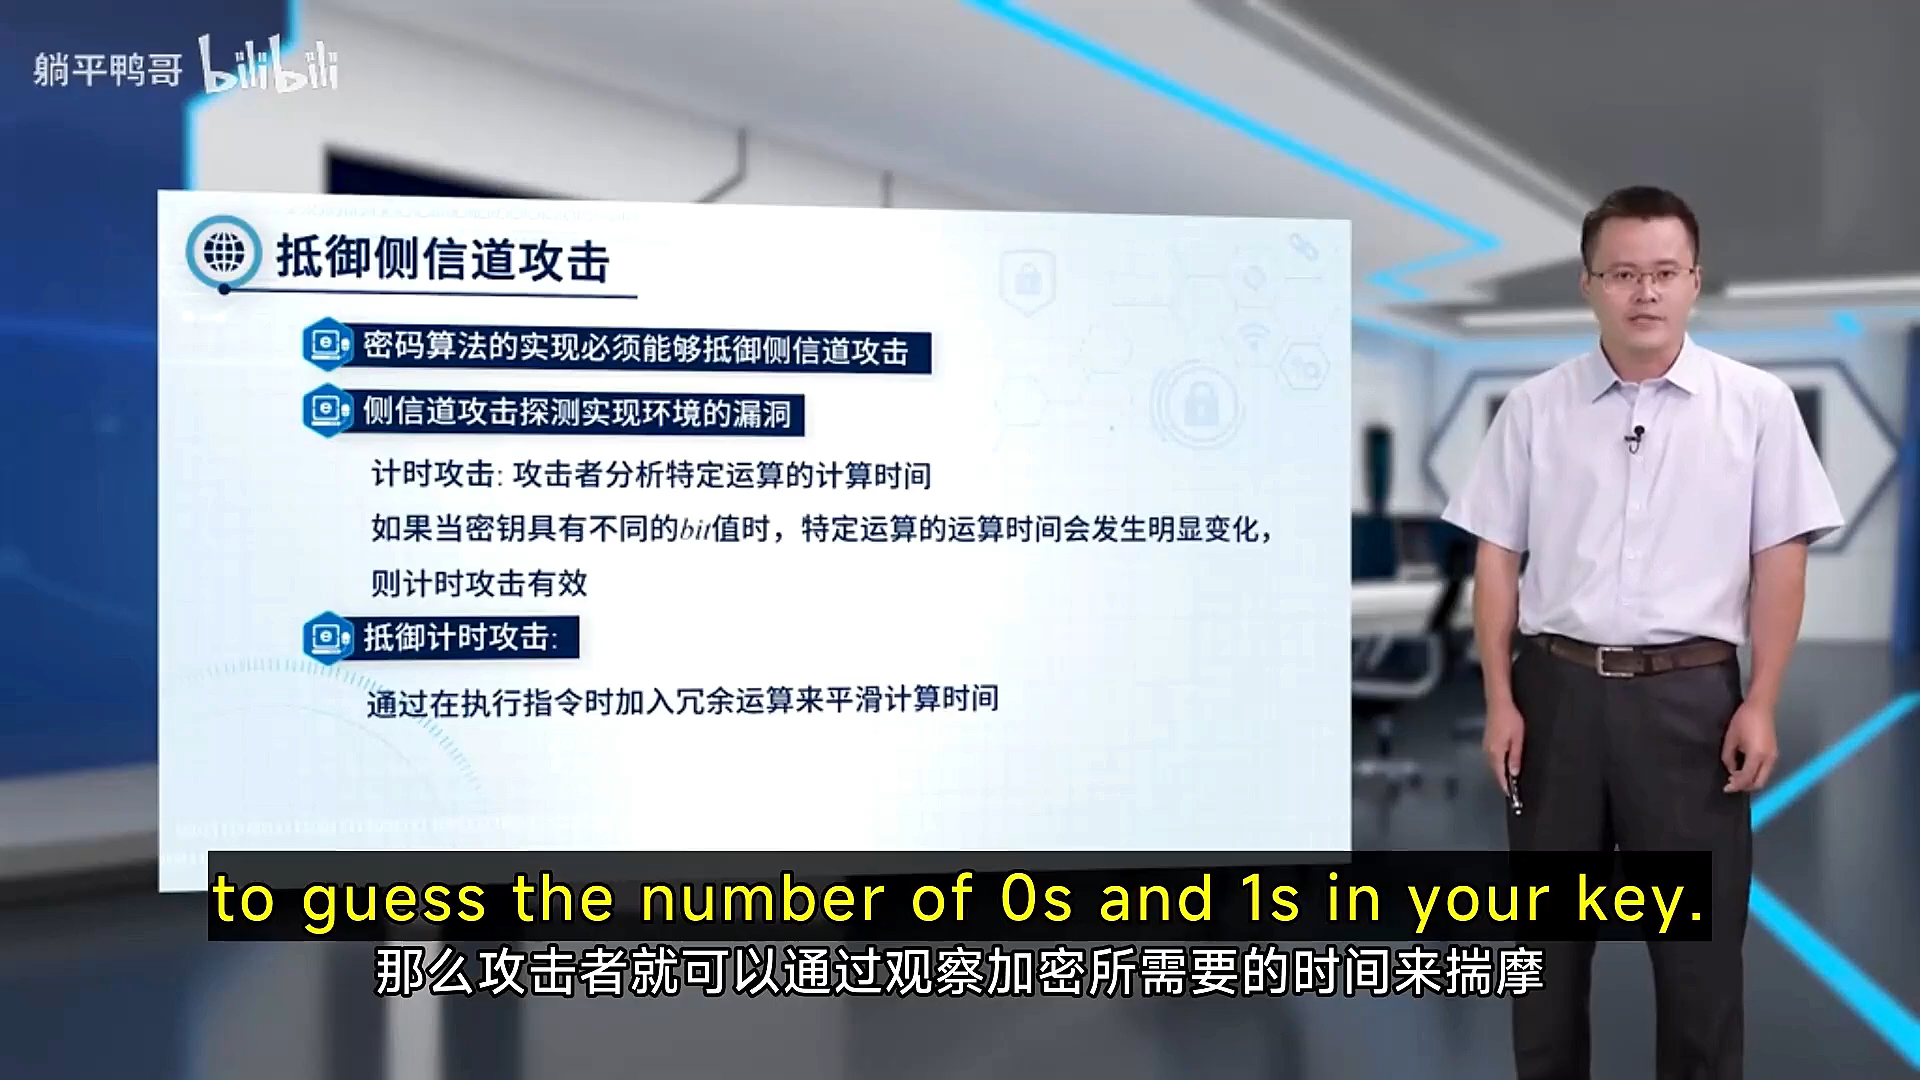 躺平鸭哥 bilibili
抵御侧信道攻击
密码算法的实现必须能够抵御侧信道攻击
侧信道攻击探测实现环境的漏洞
计时攻击: 攻击者分析特定运算的计算时间
如果当密钥具有不同的bit值时，特定运算的运算时间会发生明显变化，
则计时攻击有效
抵御计时攻击:
通过在执行指令时加入冗余运算来平滑计算时间
to guess the number of 0s and 1s in your key.
那么攻击者就可以通过观察加密所需要的时间来揣摩